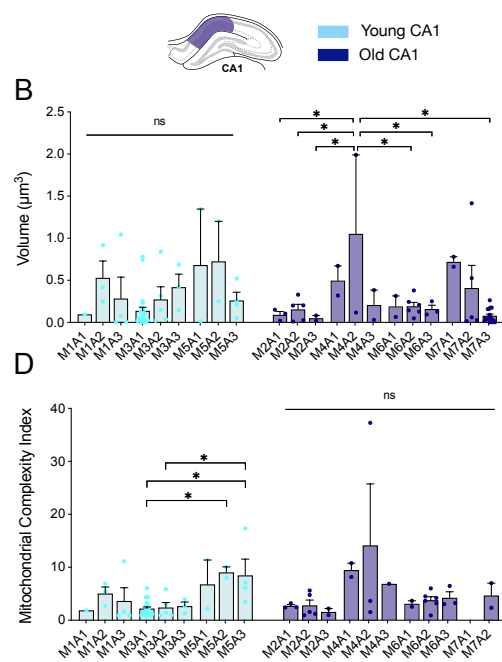 Young CA1
Old CA1
CA1
B
Volume (µm³)
2.5
2.0
1.5
1.0
0.5
0.0
ns
* *
*
* *
M1A1 M1A2 M1A3 M3A1 M3A2 M3A3 M5A1 M5A2 M5A3 M2A1 M2A2 M2A3 M4A1 M4A2 M4A3 M6A1 M6A2 M6A3 M7A1 M7A2 M7A3
D
Mitochondrial Complexity Index
40
30
20
10
0
ns
*
*
*
M1A1 M1A2 M1A3 M3A1 M3A2 M3A3 M5A1 M5A2 M5A3 M2A1 M2A2 M2A3 M4A1 M4A2 M4A3 M6A1 M6A2 M6A3 M7A1 M7A2